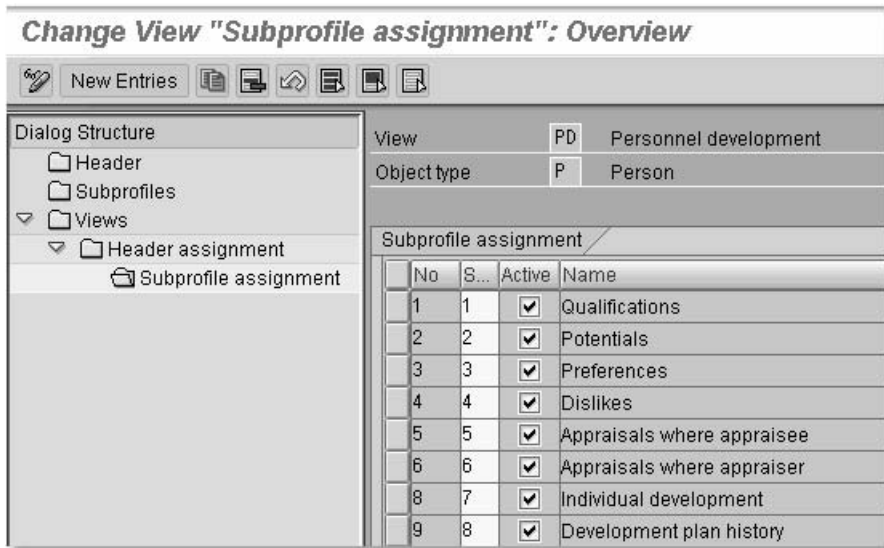 Change View "Subprofile assignment": Overview
New Entries
Dialog Structure
Header
Subprofiles
Views
Header assignment
Subprofile assignment
View PD Personnel development
Object type P Person
Subprofile assignment
No S... Active Name
1 1 Qualifications
2 2 Potentials
3 3 Preferences
4 4 Dislikes
5 5 Appraisals where appraisee
6 6 Appraisals where appraiser
8 7 Individual development
9 8 Development plan history